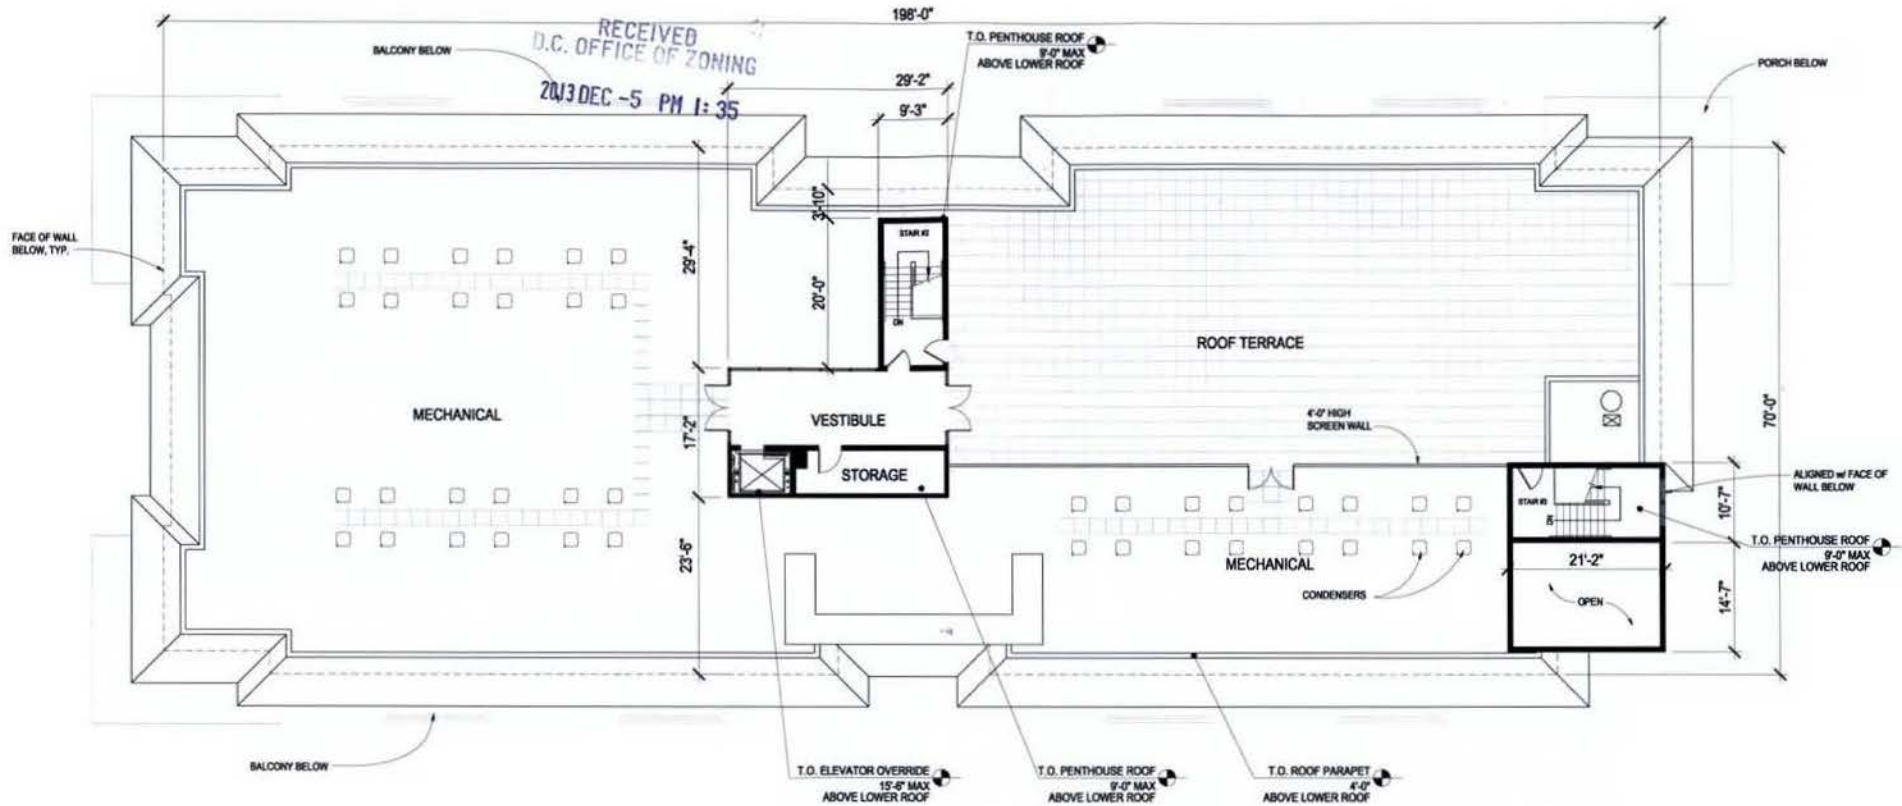 198'-0"
RECEIVED
D.C. OFFICE OF ZONING
2013 DEC -5 PM 1:35
BALCONY BELOW
T.O. PENTHOUSE ROOF
9'-0" MAX
ABOVE LOWER ROOF
PORCH BELOW
29'-2"
9'-3"
3'-10"
FACE OF WALL
BELOW, TYP.
29'-4"
20'-0"
STAIR #2
DN
ROOF TERRACE
MECHANICAL
17'-2"
VESTIBULE
STORAGE
4'-0" HIGH
SCREEN WALL
70'-0"
ALIGNED w/ FACE OF
WALL BELOW
STAIR #3
DN
10'-7"
T.O. PENTHOUSE ROOF
9'-0" MAX
ABOVE LOWER ROOF
23'-6"
MECHANICAL
CONDENSERS
21'-2"
OPEN
14'-7"
BALCONY BELOW
T.O. ELEVATOR OVERRIDE
15'-6" MAX
ABOVE LOWER ROOF
T.O. PENTHOUSE ROOF
9'-0" MAX
ABOVE LOWER ROOF
T.O. ROOF PARAPET
4'-0"
ABOVE LOWER ROOF